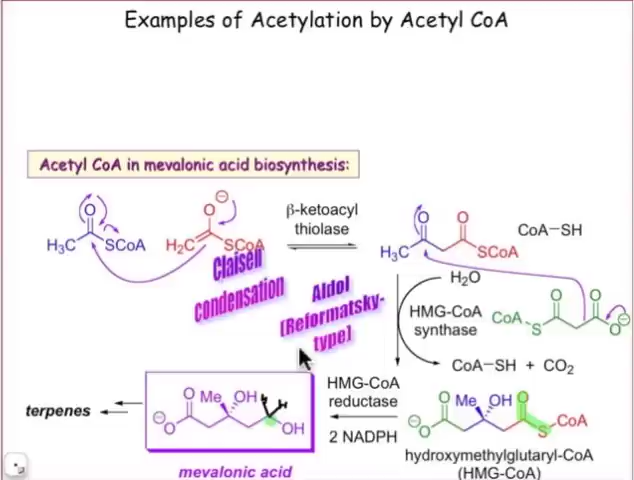 Examples of Acetylation by Acetyl CoA
Acetyl CoA in mevalonic acid biosynthesis:
O
H₃C SCoA
O⊖
H₂C SCoA
β-ketoacyl
thiolase
O O
H₃C SCoA
CoA–SH
Claisen
condensation
Aldol
[Reformatsky-
type]
H₂O
HMG-CoA
synthase
O O
CoA S O⊖
CoA–SH + CO₂
terpenes
O Me OH H H
⊖O OH
mevalonic acid
HMG-CoA
reductase
2 NADPH
O Me OH O
⊖O S CoA
hydroxymethylglutaryl-CoA
(HMG-CoA)